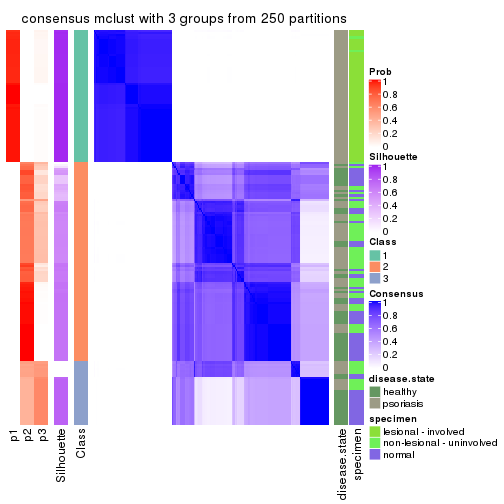 consensus mclust with 3 groups from 250 partitions
Prob
1
0.8
0.6
0.4
0.2
0
Silhouette
1
0.8
0.6
0.4
0.2
0
Class
1
2
3
Consensus
1
0.8
0.6
0.4
0.2
0
disease.state
healthy
psoriasis
specimen
lesional - involved
non-lesional - uninvolved
normal
p1
p2
p3
Silhouette
Class
disease.state
specimen